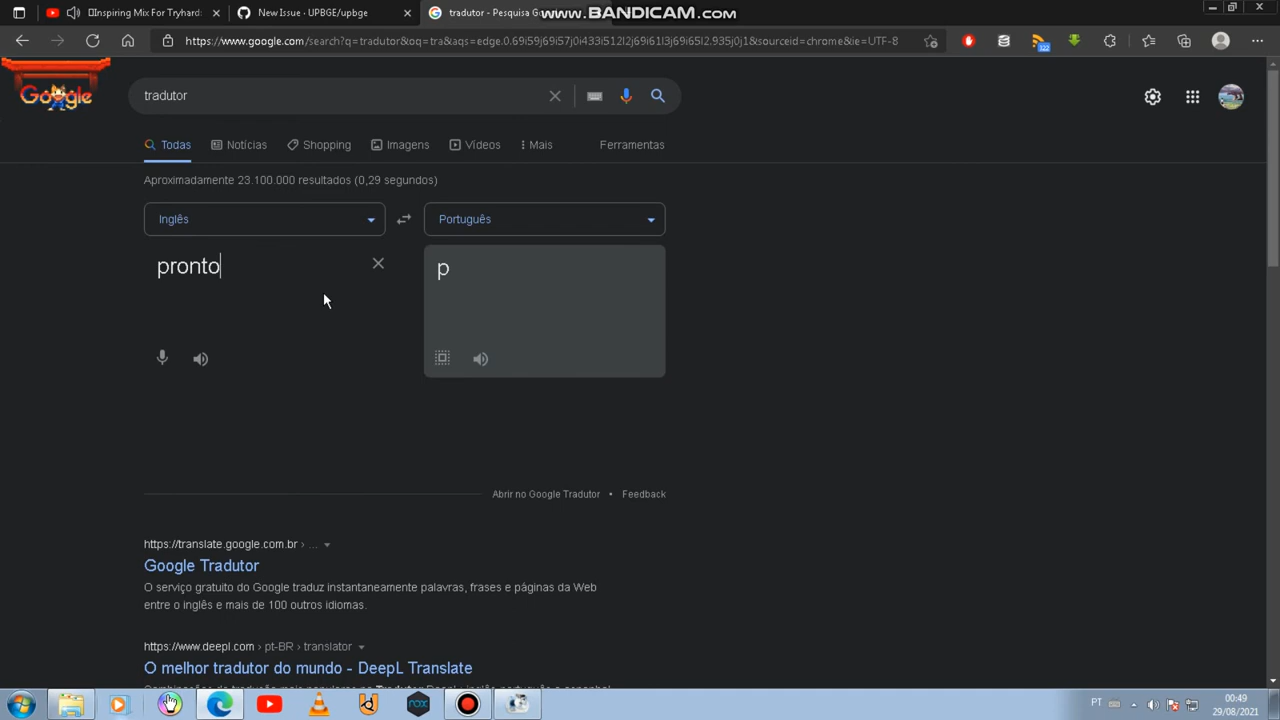 Inspiring Mix For Tryhards
New Issue · UPBGE/upbge
tradutor - Pesquisa G
www.BANDICAM.com
https://www.google.com/search?q=tradutor&oq=tra&aqs=edge.0.69i59j69i57j0i433i512l2j69i61l3j69i65l2.935j0j1&sourceid=chrome&ie=UTF-8
122
Google
tradutor
Todas
Notícias
Shopping
Imagens
Vídeos
Mais
Ferramentas
Aproximadamente 23.100.000 resultados (0,29 segundos)
Inglês
Português
pronto
p
Abrir no Google Tradutor • Feedback
https://translate.google.com.br › ...
Google Tradutor
O serviço gratuito do Google traduz instantaneamente palavras, frases e páginas da Web
entre o inglês e mais de 100 outros idiomas.
https://www.deepl.com › pt-BR › translator
O melhor tradutor do mundo - DeepL Translate
nox
PT
00:49
29/08/2021